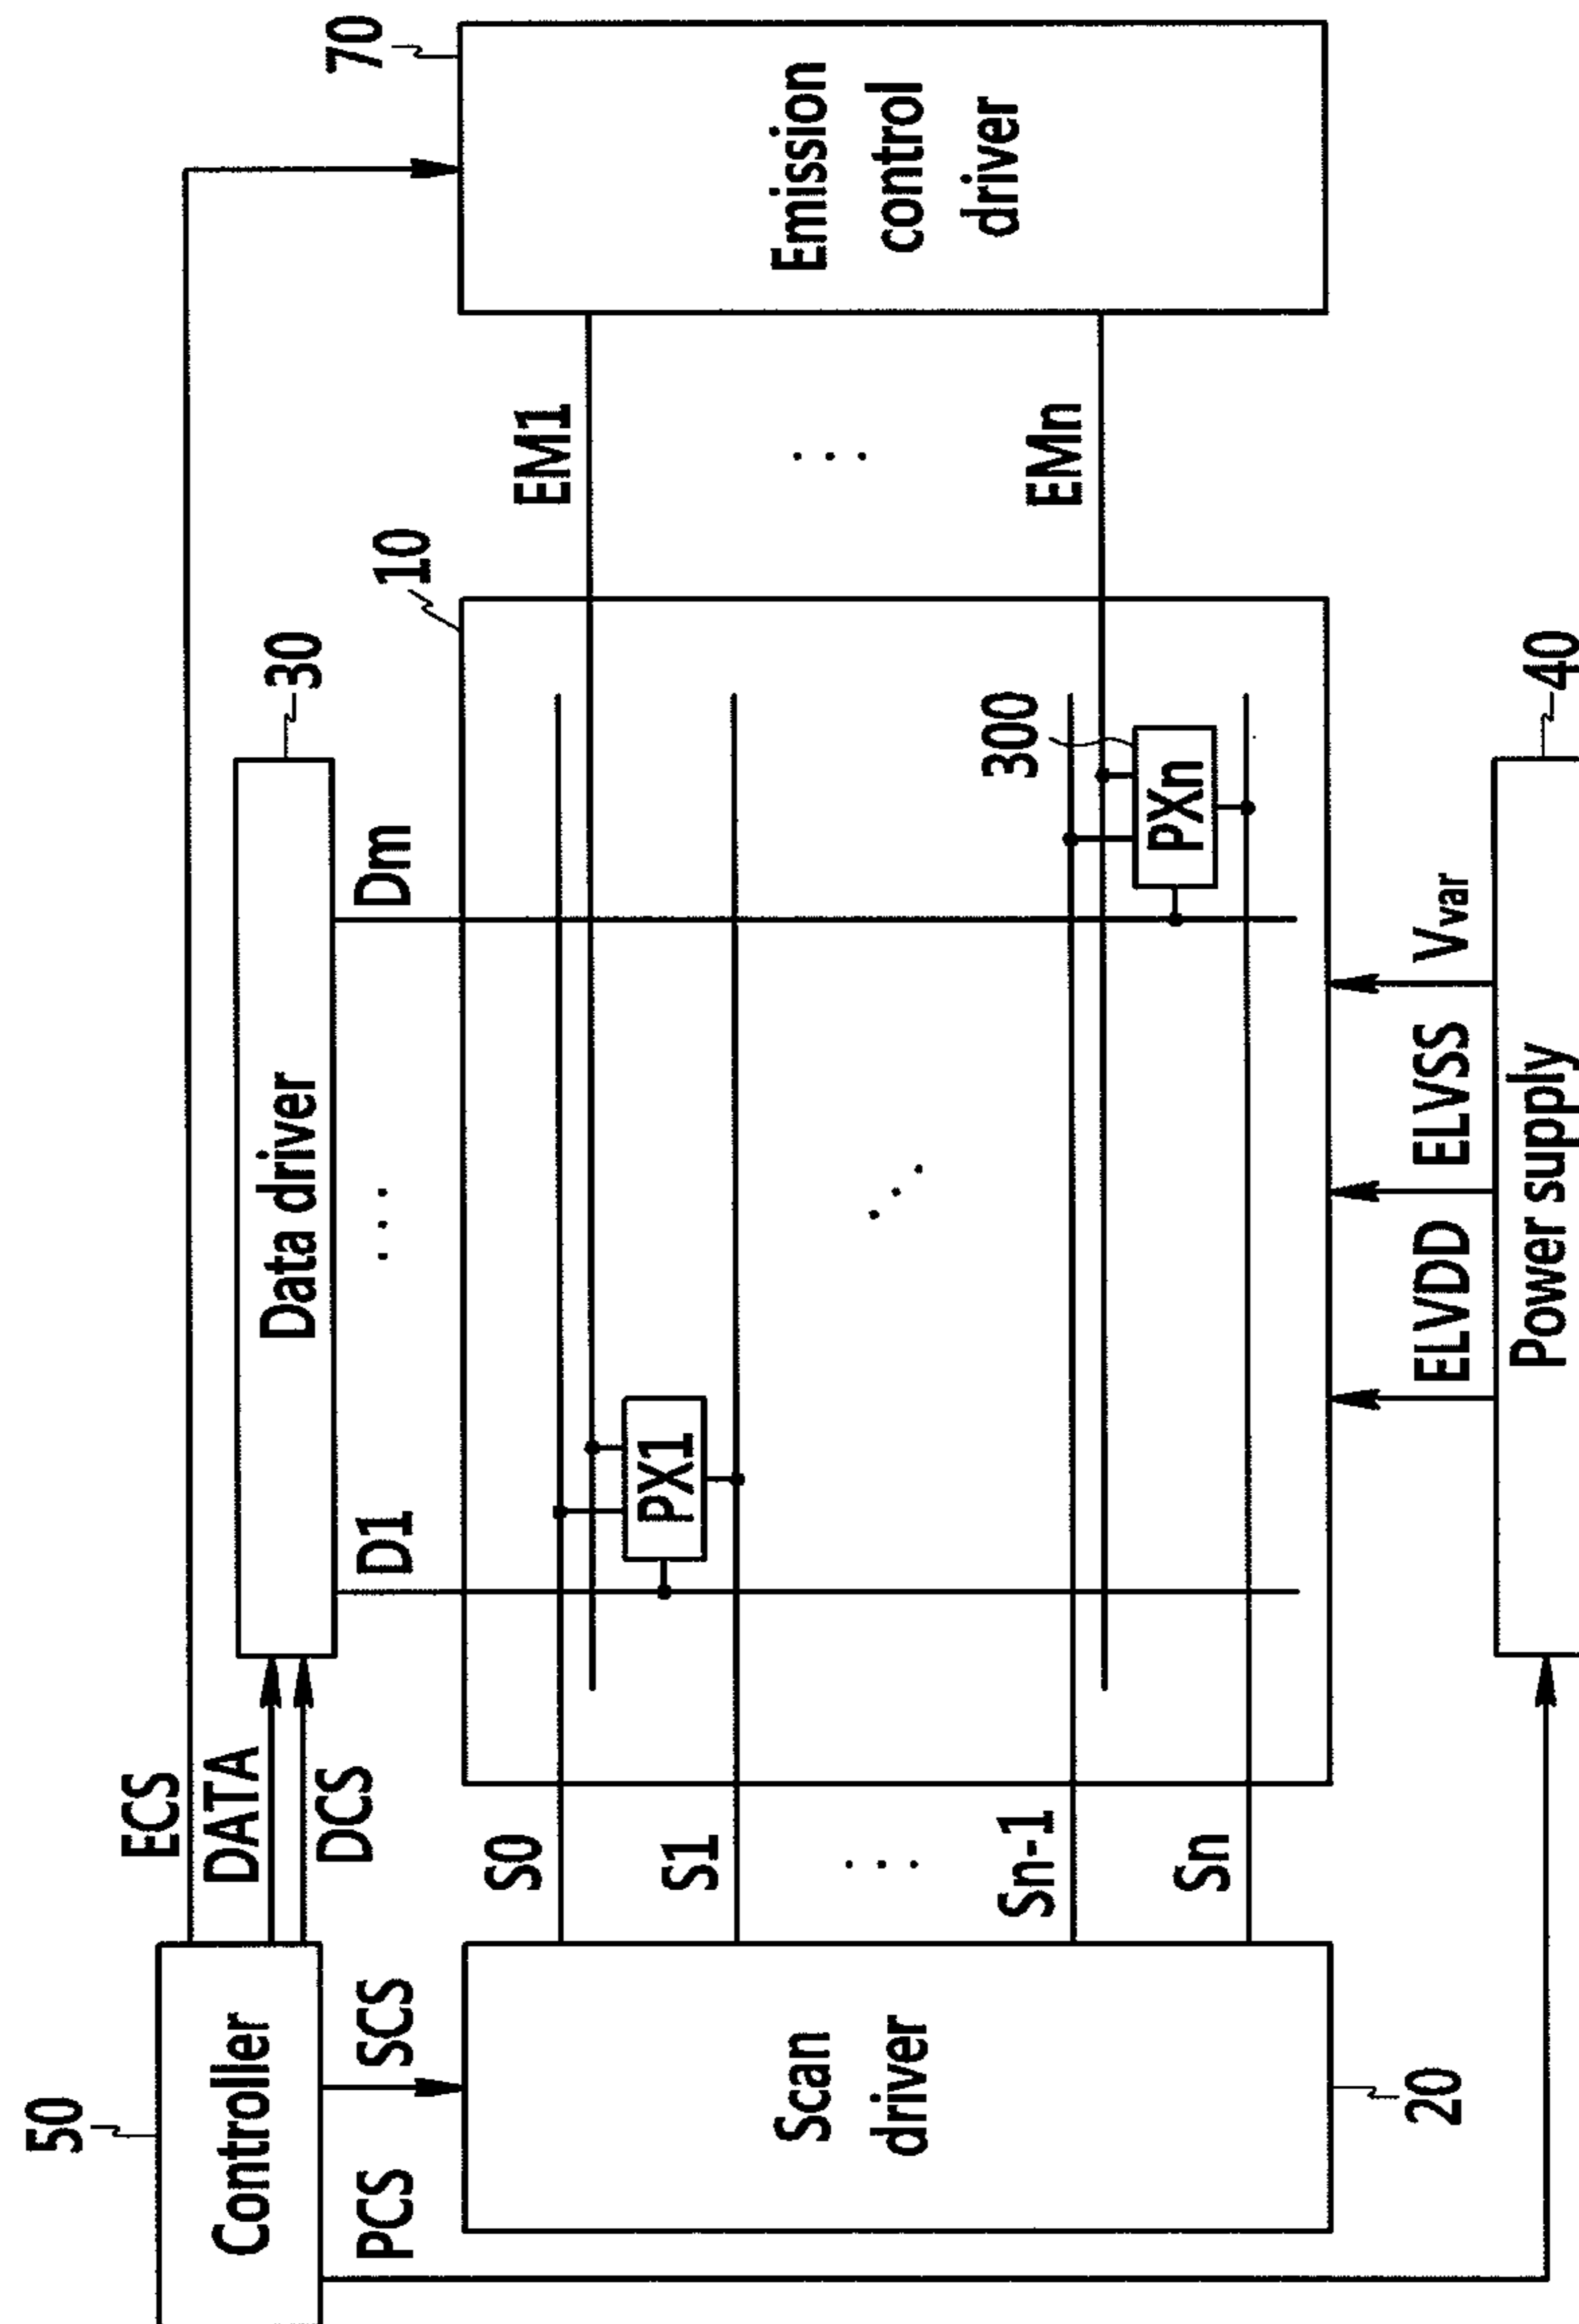 50
Controller
ECS
DATA
DCS
Data driver
30
70
PCS
SCS
D1
. . .
Dm
10
S0
S1
. . .
Sn-1
Sn
Scan
driver
20
PX1
. . .
300
PXn
EM1
. . .
EMn
Emission
control
driver
ELVDD
ELVSS
Vvar
Power supply
40